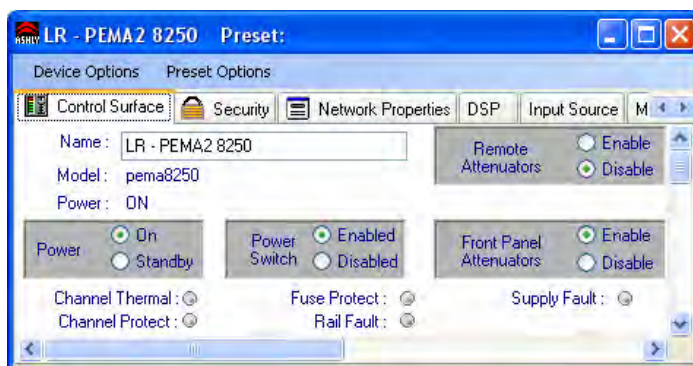 ASHLY LR - PEMA2 8250 Preset:
Device Options Preset Options
Control Surface Security Network Properties DSP Input Source M
Name : LR - PEMA2 8250
Model : pema8250
Power : ON
Remote Attenuators Enable Disable
Power On Standby
Power Switch Enabled Disabled
Front Panel Attenuators Enable Disable
Channel Thermal : Fuse Protect : Supply Fault :
Channel Protect : Rail Fault :